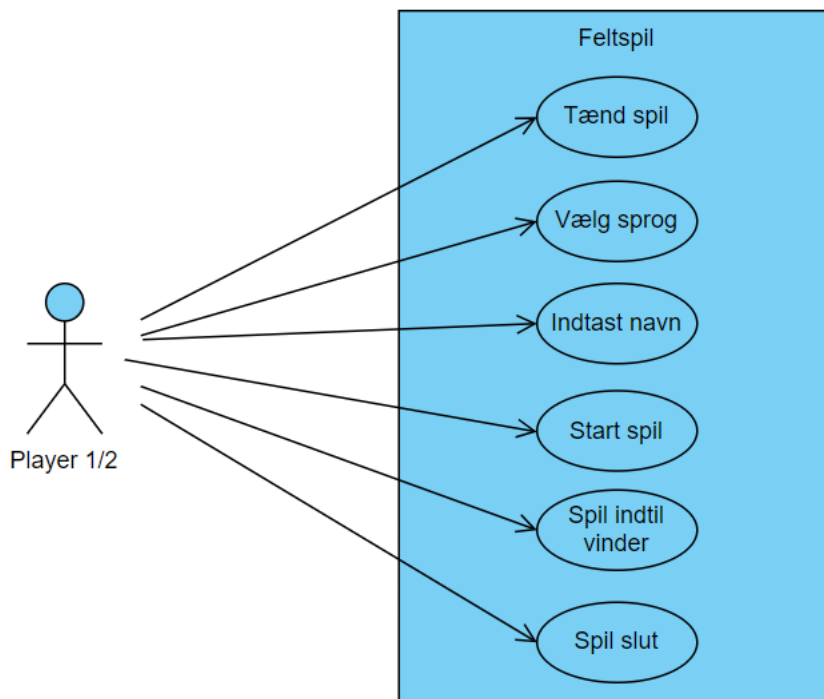 Feltspil
Tænd spil
Vælg sprog
Indtast navn
Start spil
Spil indtil
vinder
Spil slut
Player 1/2